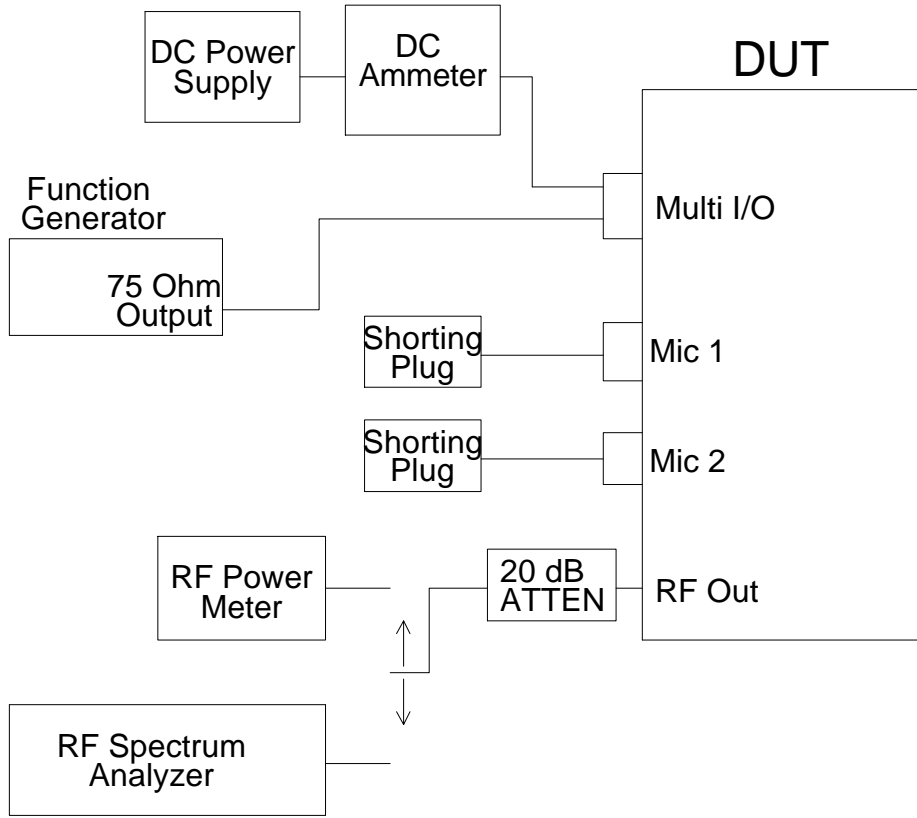 DC Power
Supply
DC
Ammeter
DUT
Function
Generator
75 Ohm
Output
Multi I/O
Shorting
Plug
Mic 1
Shorting
Plug
Mic 2
RF Power
Meter
20 dB
ATTEN
RF Out
RF Spectrum
Analyzer